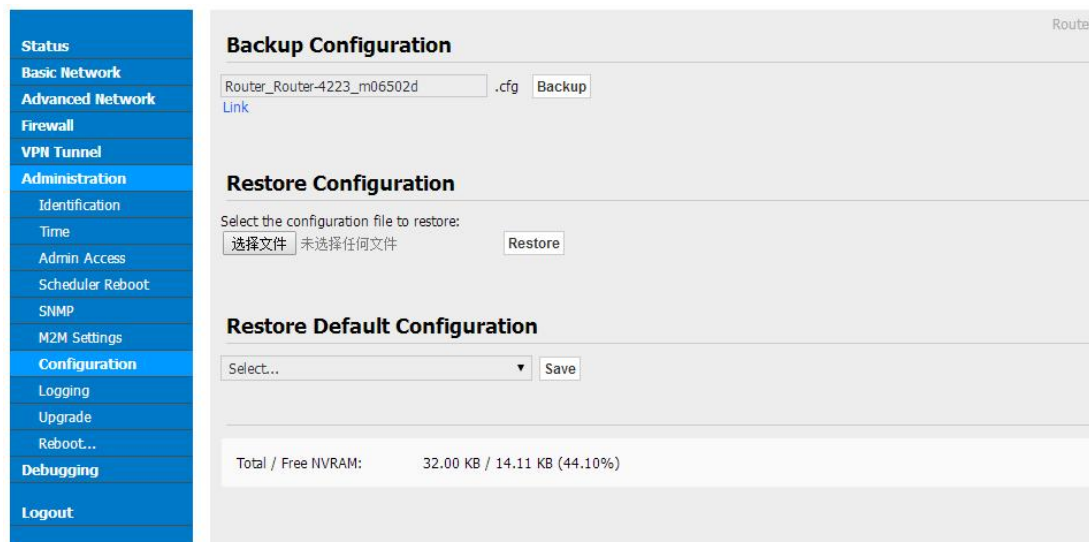 Status
Basic Network
Advanced Network
Firewall
VPN Tunnel
Administration
Identification
Time
Admin Access
Scheduler Reboot
SNMP
M2M Settings
Configuration
Logging
Upgrade
Reboot...
Debugging
Logout
Route
Backup Configuration
Router_Router-4223_m06502d .cfg Backup
Link
Restore Configuration
Select the configuration file to restore:
选择文件 未选择任何文件 Restore
Restore Default Configuration
Select... Save
Total / Free NVRAM: 32.00 KB / 14.11 KB (44.10%)